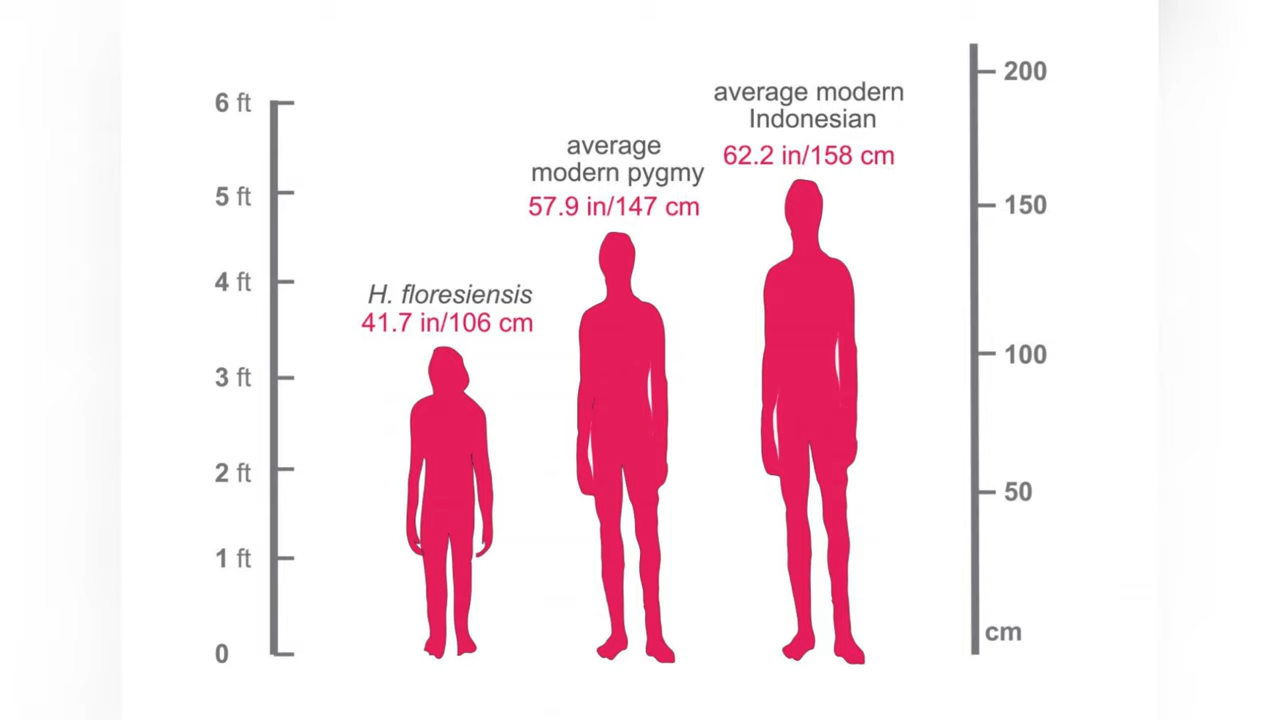 6 ft
5 ft
4 ft
3 ft
2 ft
1 ft
0
H. floresiensis
41.7 in/106 cm
average
modern pygmy
57.9 in/147 cm
average modern
Indonesian
62.2 in/158 cm
200
150
100
50
cm